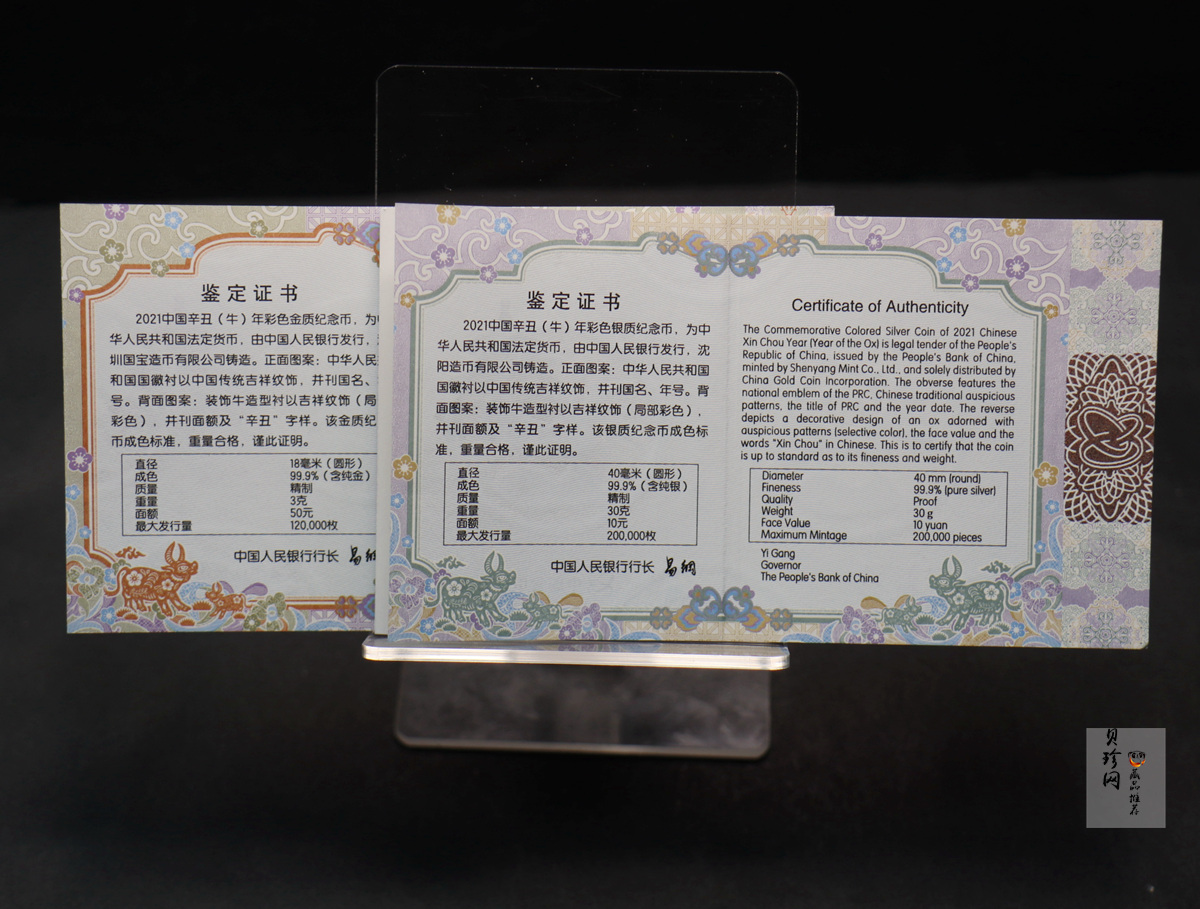 鉴定证书
2021中国辛丑（牛）年彩色金质纪念币，为
华人民共和国法定货币，由中国人民银行发行，
圳国宝造币有限公司铸造。正面图案：中华人民
和国国徽衬以中国传统吉祥纹饰，并刊国名、
号。背面图案：装饰牛造型衬以吉祥纹饰（局
彩色），并刊面额及“辛丑”字样。该金质纪
币成色标准，重量合格，谨此证明。
直径 18毫米（圆形）
成色 99.9%（含纯金）
质量 精制
重量 3克
面额 50元
最大发行量 120,000枚
中国人民银行行长 易纲
鉴定证书
2021中国辛丑（牛）年彩色银质纪念币，为中
华人民共和国法定货币，由中国人民银行发行，沈
阳造币有限公司铸造。正面图案：中华人民共和国
国徽衬以中国传统吉祥纹饰，并刊国名、年号。背
面图案：装饰牛造型衬以吉祥纹饰（局部彩色），
并刊面额及“辛丑”字样。该银质纪念币成色标
准，重量合格，谨此证明。
直径 40毫米（圆形）
成色 99.9%（含纯银）
质量 精制
重量 30克
面额 10元
最大发行量 200,000枚
中国人民银行行长 易纲
Certificate of Authenticity
The Commemorative Colored Silver Coin of 2021 Chinese
Xin Chou Year (Year of the Ox) is legal tender of the People's
Republic of China, issued by the People's Bank of China,
minted by Shenyang Mint Co., Ltd., and solely distributed by
China Gold Coin Incorporation. The obverse features the
national emblem of the PRC, Chinese traditional auspicious
patterns, the title of PRC and the year date. The reverse
depicts a decorative design of an ox adorned with
auspicious patterns (selective color), the face value and the
words "Xin Chou" in Chinese. This is to certify that the coin
is up to standard as to its fineness and weight.
Diameter 40 mm (round)
Fineness 99.9% (pure silver)
Quality Proof
Weight 30 g
Face Value 10 yuan
Maximum Mintage 200,000 pieces
Yi Gang
Governor
The People's Bank of China
贝珍网
藏品推荐